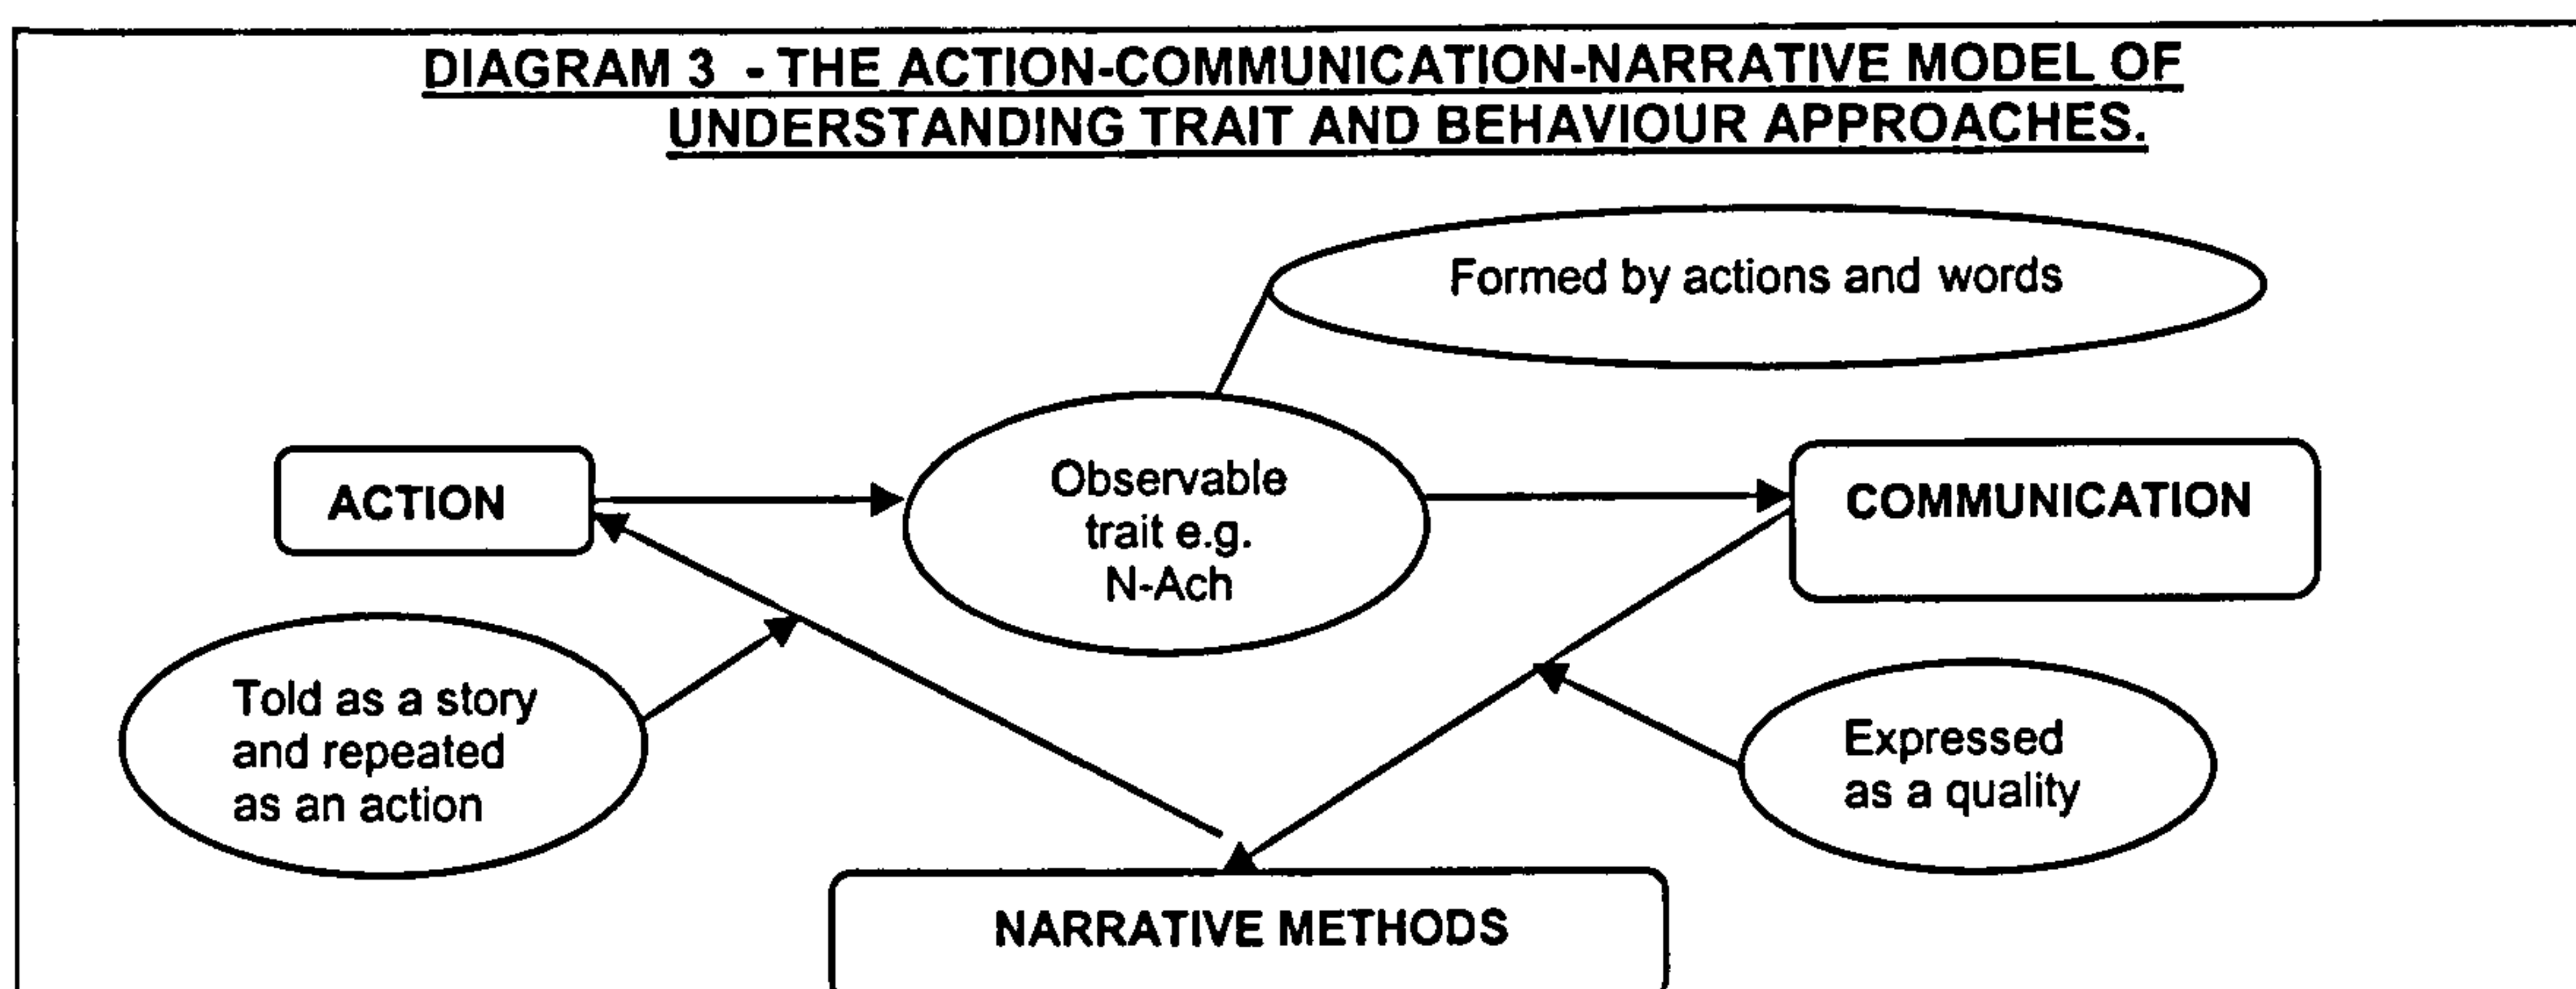 DIAGRAM 3 - THE ACTION-COMMUNICATION-NARRATIVE MODEL OF
UNDERSTANDING TRAIT AND BEHAVIOUR APPROACHES.
Formed by actions and words
ACTION
Observable
trait e.g.
N-Ach
COMMUNICATION
Told as a story
and repeated
as an action
Expressed
as a quality
NARRATIVE METHODS